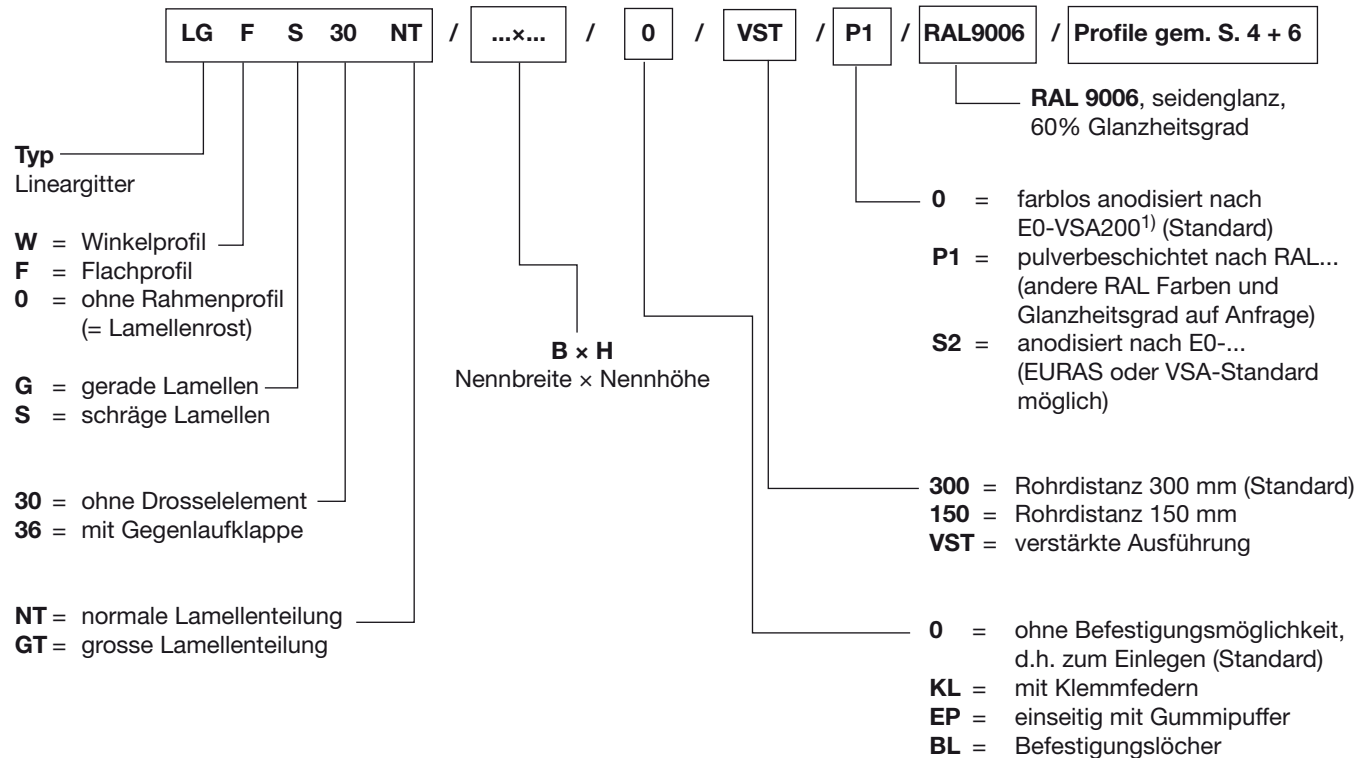 LG F S 30 NT / ...×... / 0 / VST / P1 / RAL9006 / Profile gem. S. 4 + 6
RAL 9006, seidenglanz,
60% Glanzheitsgrad
Typ
Lineargitter
W = Winkelprofil
F = Flachprofil
0 = ohne Rahmenprofil
(= Lamellenrost)
G = gerade Lamellen
S = schräge Lamellen
30 = ohne Drosselelement
36 = mit Gegenlaufklappe
NT = normale Lamellenteilung
GT = grosse Lamellenteilung
B × H
Nennbreite × Nennhöhe
0 = farblos anodisiert nach
E0-VSA2001) (Standard)
P1 = pulverbeschichtet nach RAL...
(andere RAL Farben und
Glanzheitsgrad auf Anfrage)
S2 = anodisiert nach E0-...
(EURAS oder VSA-Standard
möglich)
300 = Rohrdistanz 300 mm (Standard)
150 = Rohrdistanz 150 mm
VST = verstärkte Ausführung
0 = ohne Befestigungsmöglichkeit,
d.h. zum Einlegen (Standard)
KL = mit Klemmfedern
EP = einseitig mit Gummipuffer
BL = Befestigungslöcher